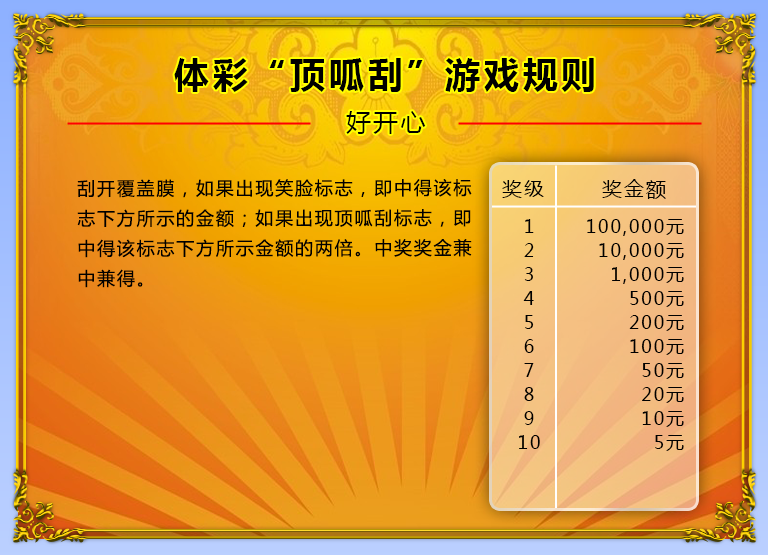 体彩“顶呱刮”游戏规则
好开心
刮开覆盖膜，如果出现笑脸标志，即中得该标
志下方所示的金额；如果出现顶呱刮标志，即
中得该标志下方所示金额的两倍。中奖奖金兼
中兼得。
奖级 奖金额
1 100,000元
2 10,000元
3 1,000元
4 500元
5 200元
6 100元
7 50元
8 20元
9 10元
10 5元